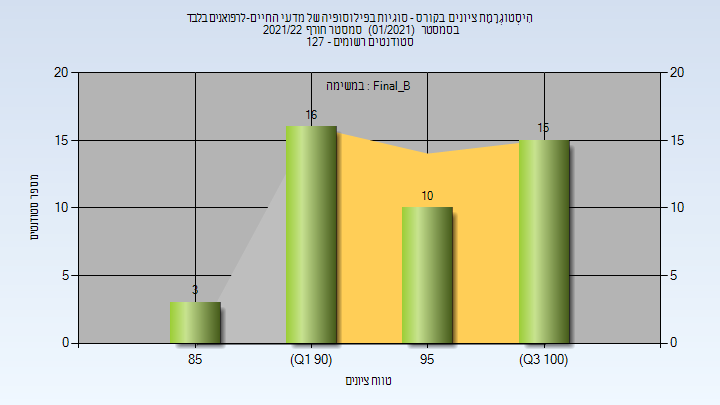 הִיסְטוֹגְרָמַת ציונים בקורס - סוגיות בפילוסופיה של מדעי החיים-לרפואנים בלבד
בסמסטר (01/2021) סמסטר חורף 2021/22
סטודנטים רשומים - 127
במשימה : Final_B
מספר סטודנטים
20
15
10
5
0
20
15
10
5
0
3
16
10
15
85
(Q1 90)
95
(Q3 100)
טווח ציונים